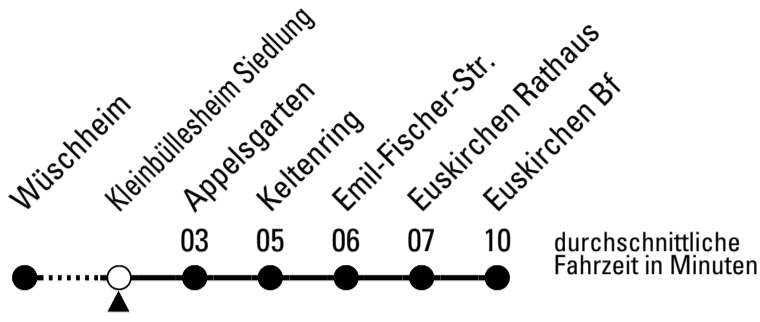 Wüschheim
Kleinbüllesheim Siedlung
Appelsgarten
Keltenring
Emil-Fischer-Str.
Euskirchen Rathaus
Euskirchen Bf
03 05 06 07 10
durchschnittliche
Fahrzeit in Minuten